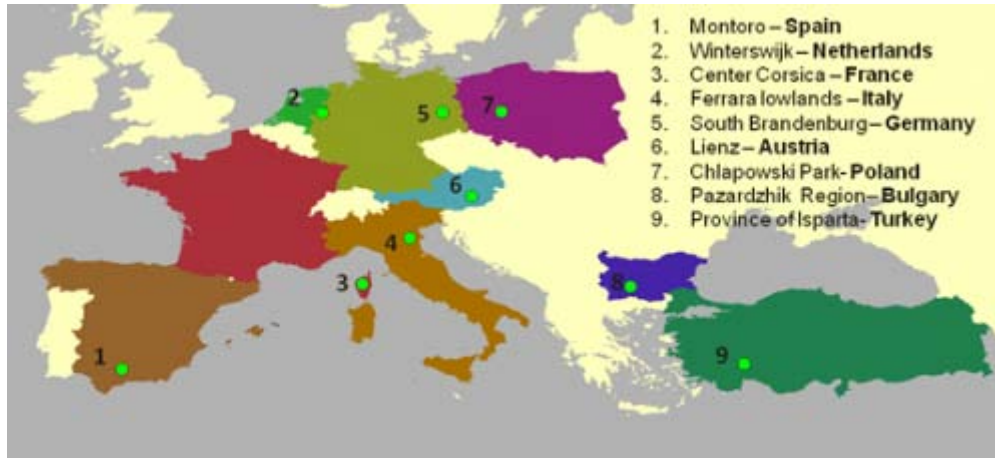 1. Montoro – Spain
2. Winterswijk – Netherlands
3. Center Corsica – France
4. Ferrara lowlands – Italy
5. South Brandenburg – Germany
6. Lienz – Austria
7. Chlapowski Park- Poland
8. Pazardzhik Region – Bulgary
9. Province of Isparta- Turkey
2
5
7
6
4
3
8
1
9